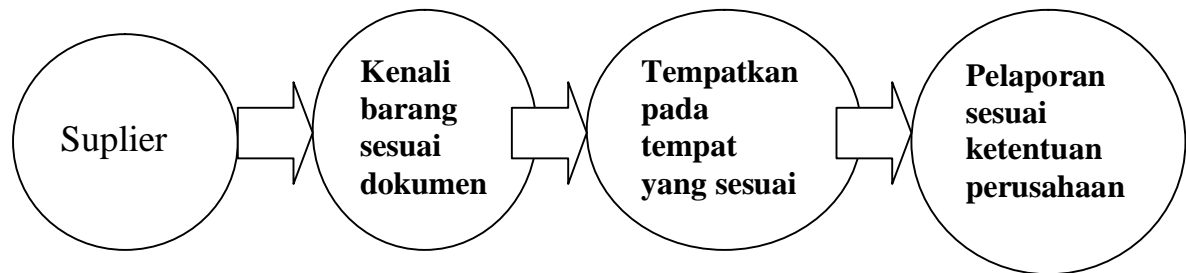 Suplier
Kenali
barang
sesuai
dokumen
Tempatkan
pada
tempat
yang sesuai
Pelaporan
sesuai
ketentuan
perusahaan